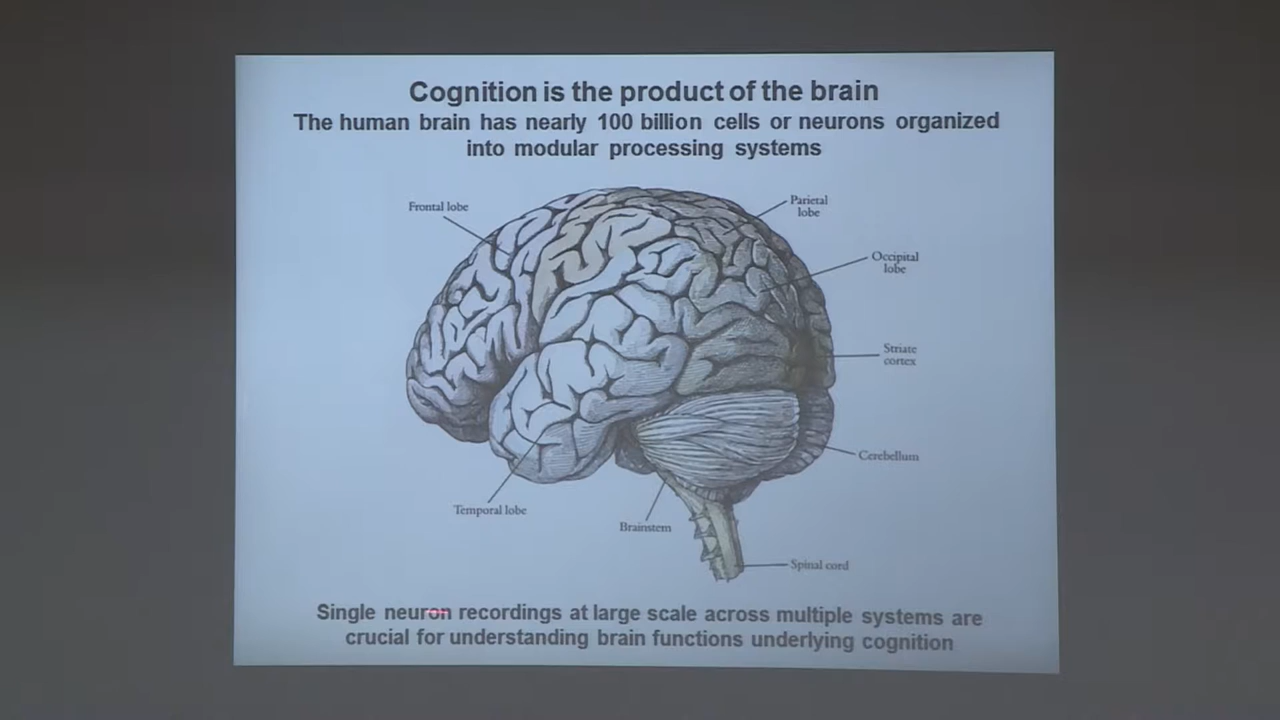 Cognition is the product of the brain
The human brain has nearly 100 billion cells or neurons organized
into modular processing systems
Frontal lobe
Parietal
lobe
Occipital
lobe
Striate
cortex
Cerebellum
Temporal lobe
Brainstem
Spinal cord
Single neuron recordings at large scale across multiple systems are
crucial for understanding brain functions underlying cognition